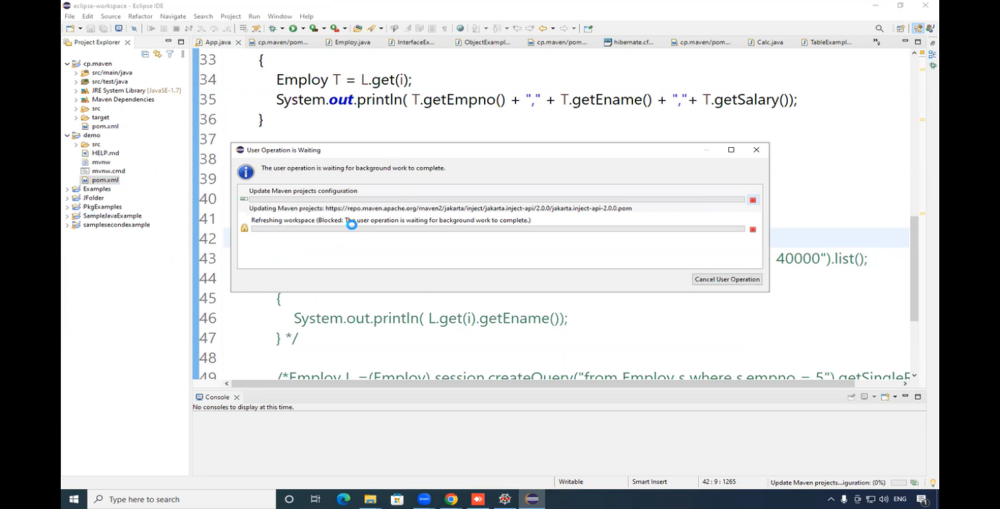 eclipse-workspace - Eclipse IDE
File Edit Source Refactor Navigate Search Project Run Window Help
Project Explorer
App.java cp.maven/pom... Employ.java InterfaceEx... ObjectExampl... cp.maven/pom... hibernate.cf... cp.maven/pom... Calc.java TableExampl...
cp.maven
src/main/java
src/test/java
JRE System Library [JavaSE-1.7]
Maven Dependencies
src
target
pom.xml
demo
src
HELP.md
mvnw
mvnw.cmd
pom.xml
Examples
JFolder
PkgExamples
SampleJavaExample
samplesecondexample
33 {
34 Employ T = L.get(i);
35 System.out.println( T.getEmpno() + "," + T.getEname() + ","+ T.getSalary());
36 }
37
38
39
40
41
42
43 40000").list();
44
45 {
46 System.out.println( L.get(i).getEname());
47 } */
48
49 /*Employ L =(Employ) session.createQuery("from Employ s where s.empno = 5").getSingleR
User Operation is Waiting
The user operation is waiting for background work to complete.
Update Maven projects configuration
Updating Maven projects: https://repo.maven.apache.org/maven2/jakarta/inject/jakarta.inject-api/2.0.0/jakarta.inject-api-2.0.0.pom
Refreshing workspace (Blocked: The user operation is waiting for background work to complete.)
Cancel User Operation
Console
No consoles to display at this time.
Writable Smart Insert 42 : 9 : 1265 Update Maven projects...iguration: (0%)
Type here to search
zoom
ENG
1